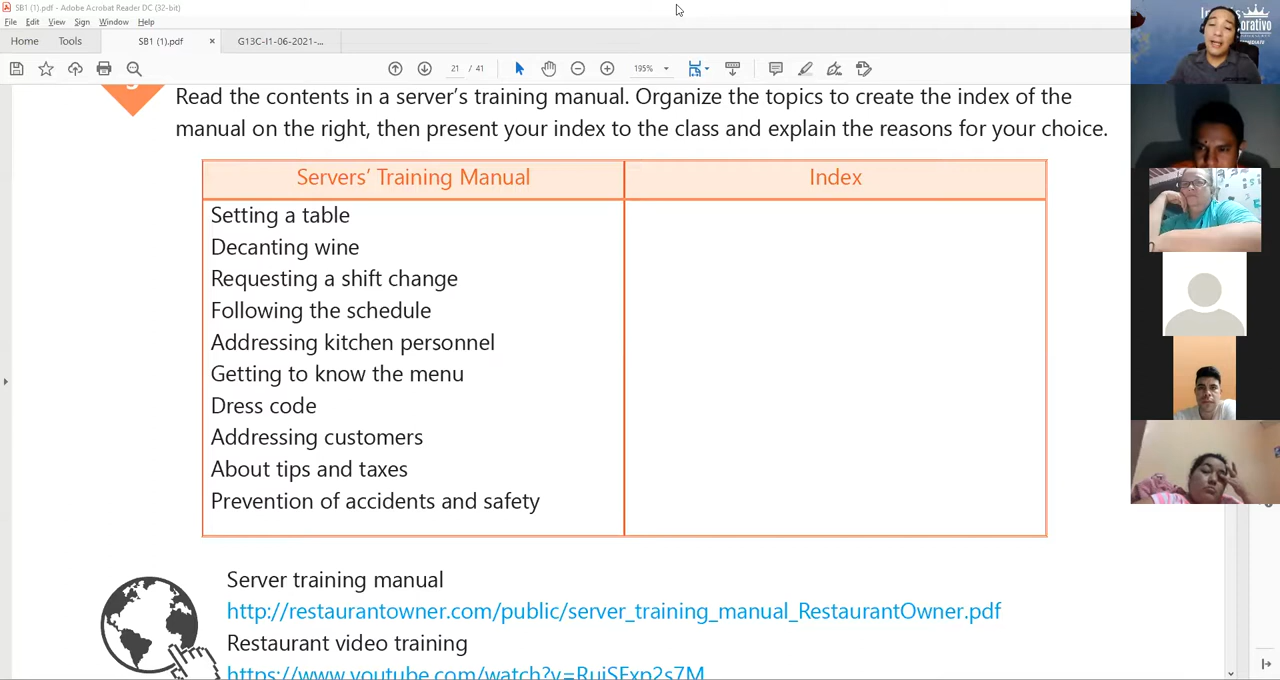 SB1 (1).pdf - Adobe Acrobat Reader DC (32-bit)
File Edit View Sign Window Help
Home Tools SB1 (1).pdf × G13C-I1-06-2021-...
21 / 41 195%
Read the contents in a server's training manual. Organize the topics to create the index of the
manual on the right, then present your index to the class and explain the reasons for your choice.
Servers' Training Manual Index
Setting a table
Decanting wine
Requesting a shift change
Following the schedule
Addressing kitchen personnel
Getting to know the menu
Dress code
Addressing customers
About tips and taxes
Prevention of accidents and safety
Server training manual
http://restaurantowner.com/public/server_training_manual_RestaurantOwner.pdf
Restaurant video training